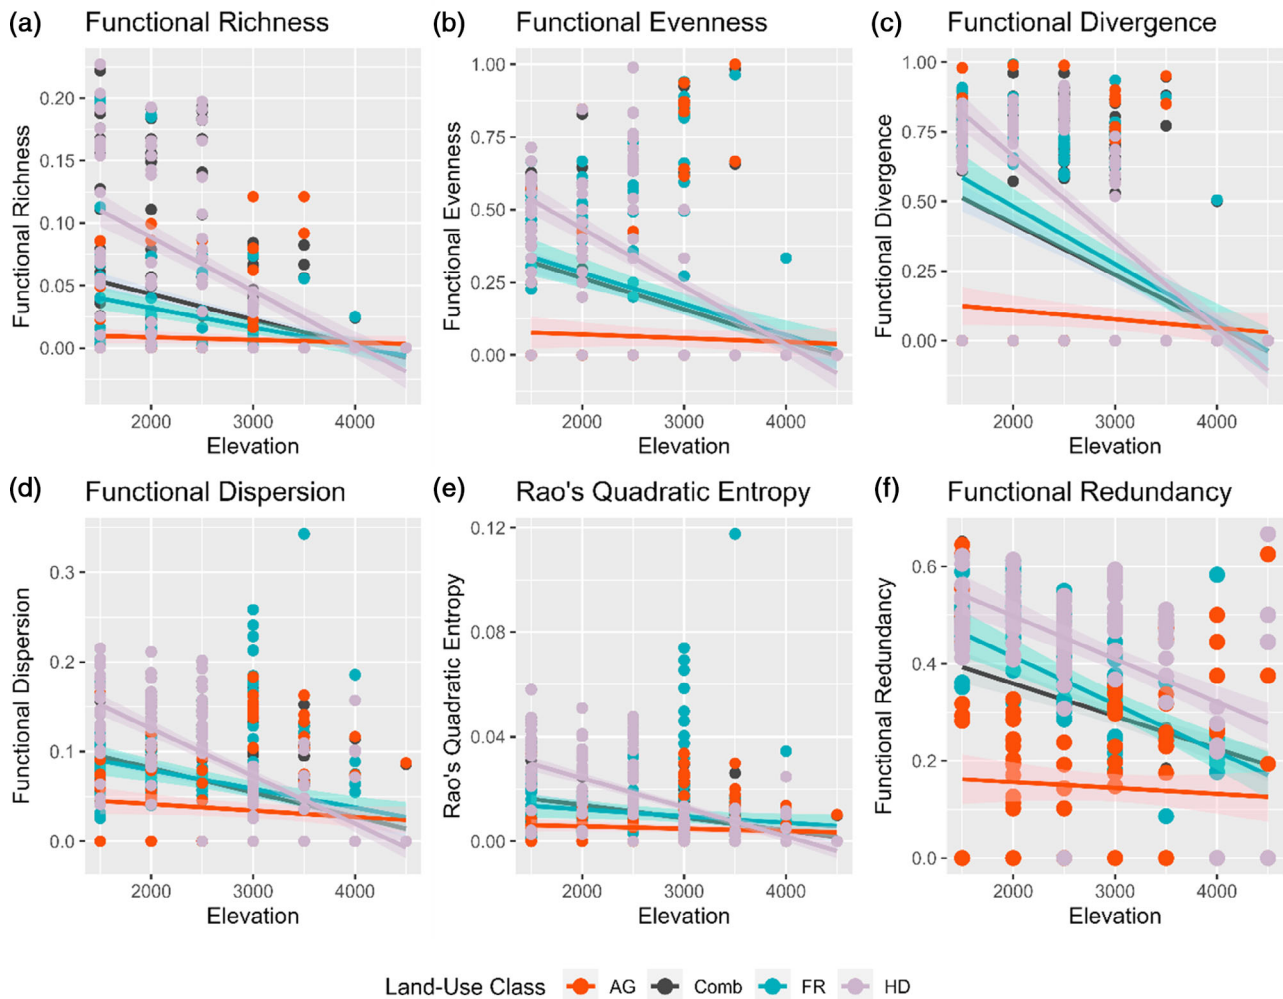 (a) Functional Richness
Functional Richness
0.20
0.15
0.10
0.05
0.00
2000 3000 4000
Elevation
(b) Functional Evenness
Functional Evenness
1.00
0.75
0.50
0.25
0.00
2000 3000 4000
Elevation
(c) Functional Divergence
Functional Divergence
1.00
0.75
0.50
0.25
0.00
2000 3000 4000
Elevation
(d) Functional Dispersion
Functional Dispersion
0.3
0.2
0.1
0.0
2000 3000 4000
Elevation
(e) Rao's Quadratic Entropy
Rao's Quadratic Entropy
0.12
0.08
0.04
0.00
2000 3000 4000
Elevation
(f) Functional Redundancy
Functional Redundancy
0.6
0.4
0.2
0.0
2000 3000 4000
Elevation
Land-Use Class AG Comb FR HD